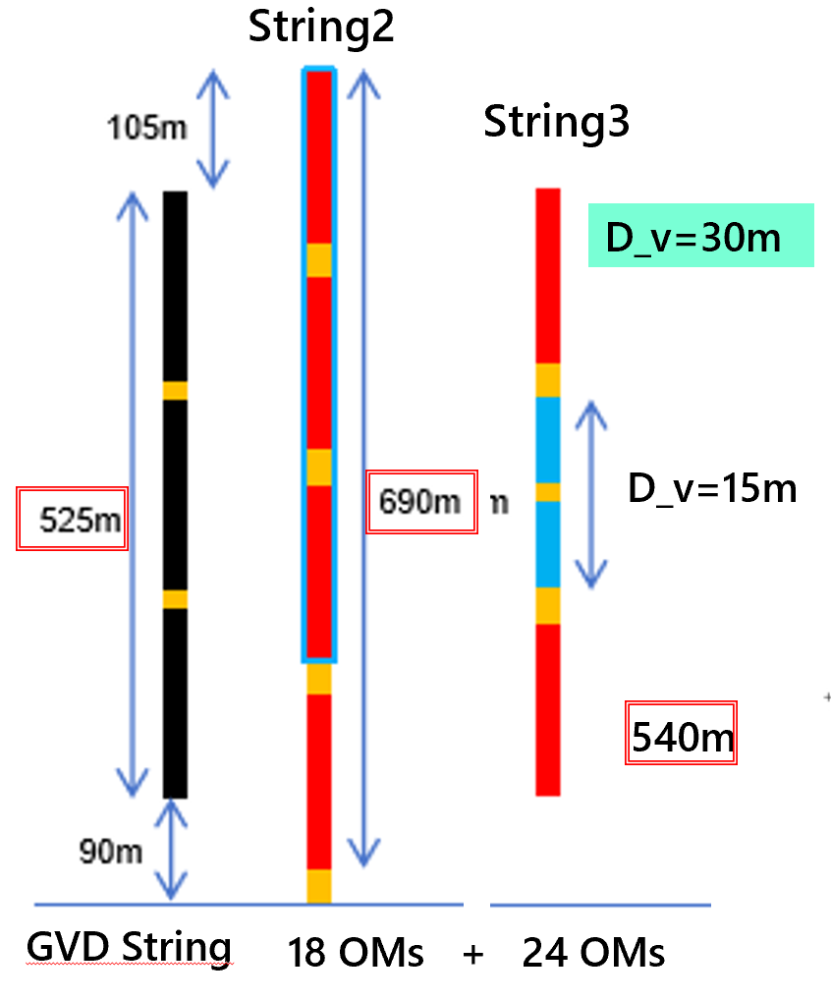 String2
105m
String3
D_v=30m
525m
690m
m
D_v=15m
540m
90m
GVD String
18 OMs + 24 OMs